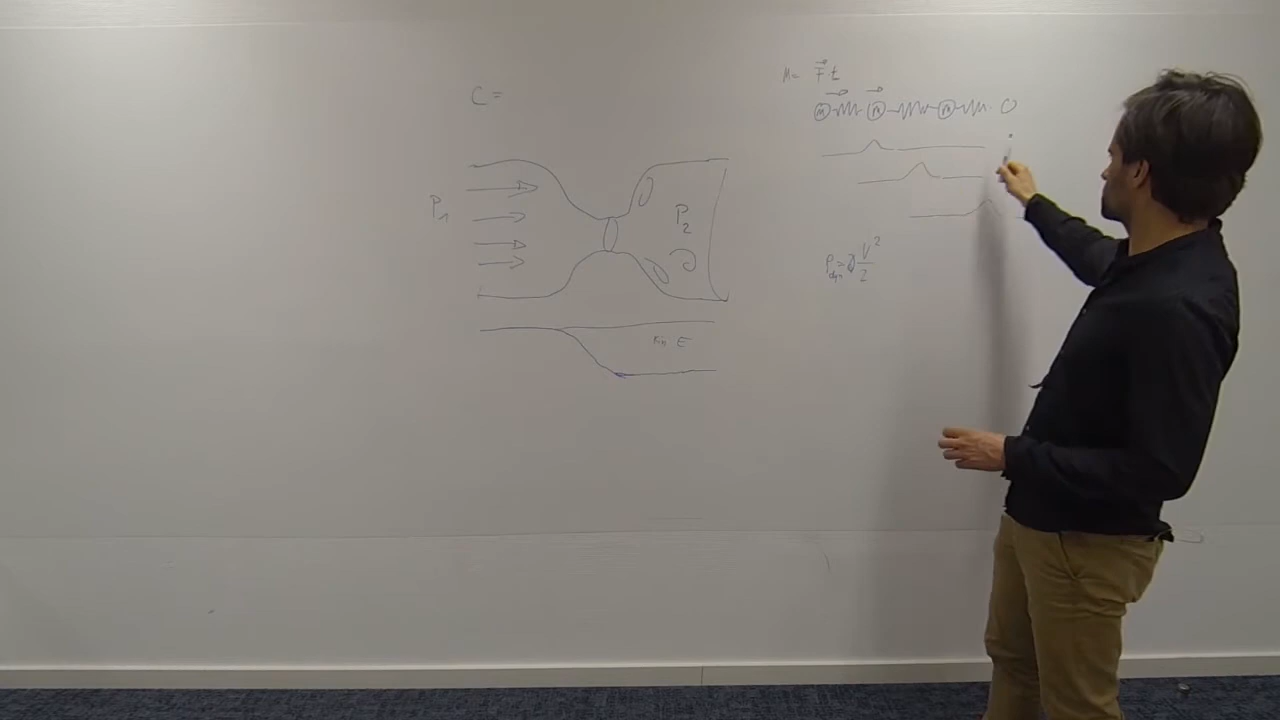 C =
P₁
P₂
Kin E
M = F⃗ t
M M M
P_dyn = ρ V²/2